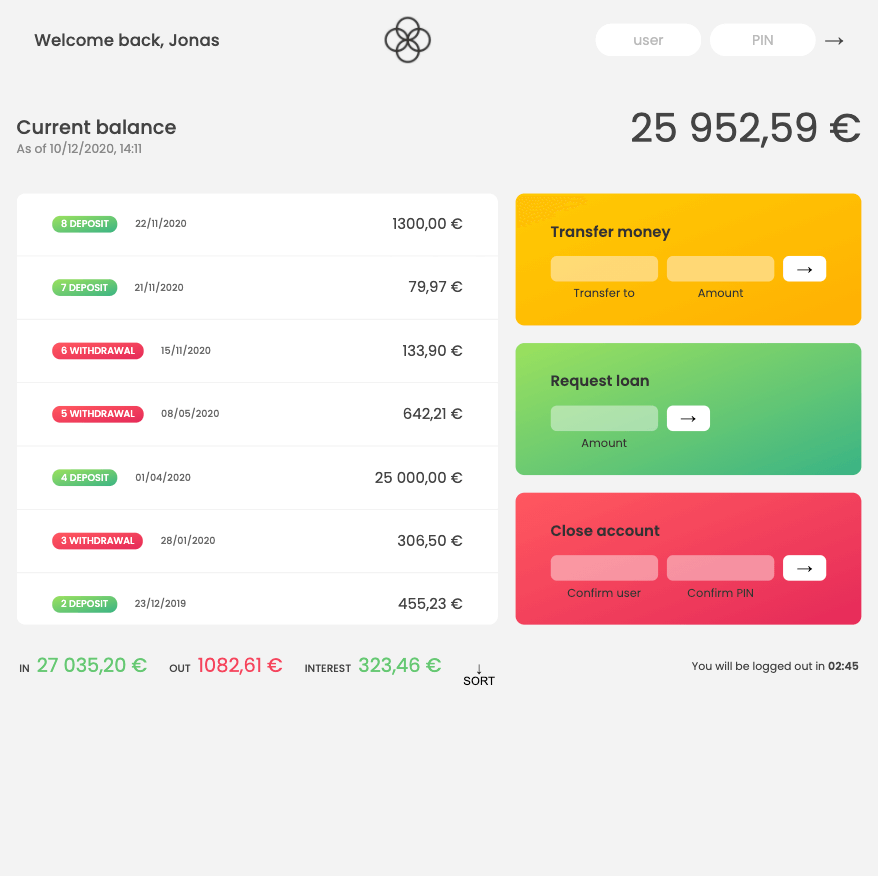 Welcome back, Jonas
user
PIN
→
Current balance
As of 10/12/2020, 14:11
25 952,59 €
8 DEPOSIT 22/11/2020 1300,00 €
7 DEPOSIT 21/11/2020 79,97 €
6 WITHDRAWAL 15/11/2020 133,90 €
5 WITHDRAWAL 08/05/2020 642,21 €
4 DEPOSIT 01/04/2020 25 000,00 €
3 WITHDRAWAL 28/01/2020 306,50 €
2 DEPOSIT 23/12/2019 455,23 €
Transfer money
→
Transfer to Amount
Request loan
→
Amount
Close account
→
Confirm user Confirm PIN
IN 27 035,20 € OUT 1082,61 € INTEREST 323,46 €
↓
SORT
You will be logged out in 02:45